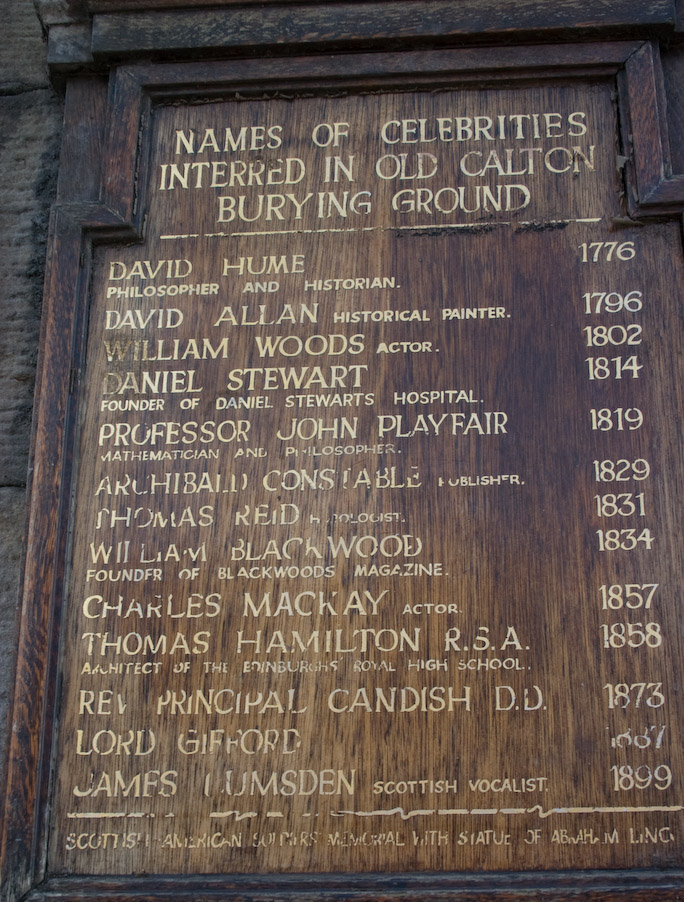 NAMES OF CELEBRITIES
INTERRED IN OLD CALTON
BURYING GROUND
DAVID HUME 1776
PHILOSOPHER AND HISTORIAN.
DAVID ALLAN HISTORICAL PAINTER. 1796
WILLIAM WOODS ACTOR. 1802
DANIEL STEWART 1814
FOUNDER OF DANIEL STEWARTS HOSPITAL.
PROFESSOR JOHN PLAYFAIR 1819
MATHEMATICIAN AND PHILOSOPHER.
ARCHIBALD CONSTABLE PUBLISHER. 1829
THOMAS REID 1831
WILLIAM BLACKWOOD 1834
FOUNDER OF BLACKWOODS MAGAZINE.
CHARLES MACKAY ACTOR. 1857
THOMAS HAMILTON R.S.A. 1858
ARCHITECT OF THE EDINBURGHS ROYAL HIGH SCHOOL.
REV PRINCIPAL CANDISH D.D. 1873
LORD GIFFORD 1887
JAMES LUMSDEN SCOTTISH VOCALIST. 1899
SCOTTISH AMERICAN SOLDIERS MEMORIAL WITH STATUE OF ABRAHAM LINC